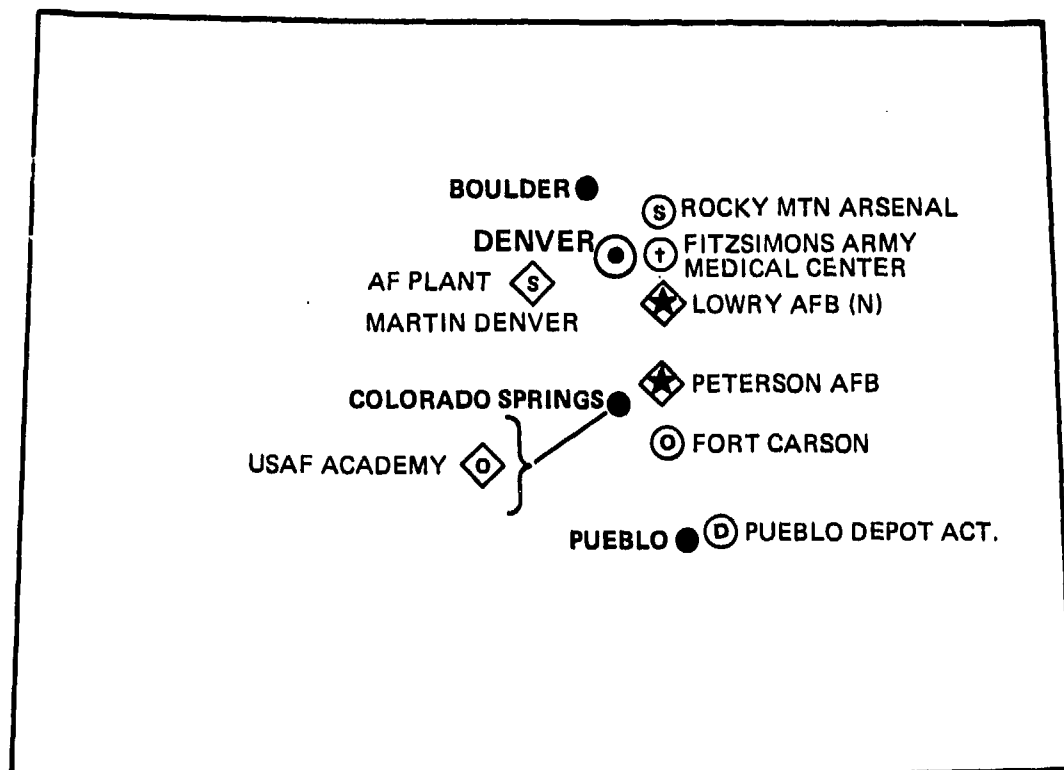 BOULDER
S ROCKY MTN ARSENAL
DENVER
FITZSIMONS ARMY
MEDICAL CENTER
AF PLANT S
MARTIN DENVER
LOWRY AFB (N)
PETERSON AFB
COLORADO SPRINGS
O FORT CARSON
USAF ACADEMY O
PUEBLO
D PUEBLO DEPOT ACT.